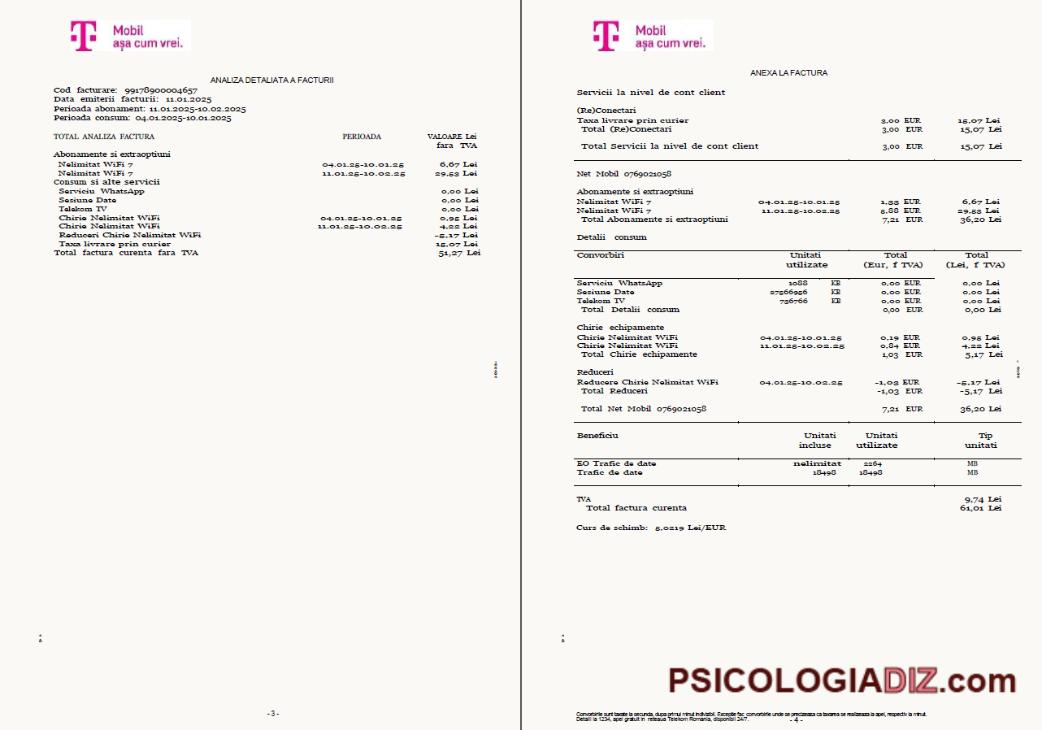 T Mobil
aşa cum vrei.
ANALIZA DETALIATA A FACTURII
Cod facturare: 99178900004657
Data emiterii facturii: 11.01.2025
Perioada abonament: 11.01.2025-10.02.2025
Perioada consum: 04.01.2025-10.01.2025
TOTAL ANALIZA FACTURA PERIOADA VALOARE Lei
fara TVA
Abonamente si extraoptiuni
Nelimitat WiFi 7 04.01.25-10.01.25 6,67 Lei
Nelimitat WiFi 7 11.01.25-10.02.25 29,53 Lei
Consum si alte servicii
Serviciu WhatsApp 0,00 Lei
Sesiune Date 0,00 Lei
Telekom TV 0,00 Lei
Chirie Nelimitat WiFi 04.01.25-10.01.25 0,95 Lei
Chirie Nelimitat WiFi 11.01.25-10.02.25 4,22 Lei
Reduceri Chirie Nelimitat WiFi -5,17 Lei
Taxa livrare prin curier 15,07 Lei
Total factura curenta fara TVA 51,27 Lei
- 3 -
T Mobil
aşa cum vrei.
ANEXA LA FACTURA
Servicii la nivel de cont client
(Re)Conectari
Taxa livrare prin curier 3,00 EUR 15,07 Lei
Total (Re)Conectari 3,00 EUR 15,07 Lei
Total Servicii la nivel de cont client 3,00 EUR 15,07 Lei
Net Mobil 0769021058
Abonamente si extraoptiuni
Nelimitat WiFi 7 04.01.25-10.01.25 1,33 EUR 6,67 Lei
Nelimitat WiFi 7 11.01.25-10.02.25 5,88 EUR 29,53 Lei
Total Abonamente si extraoptiuni 7,21 EUR 36,20 Lei
Detalii consum
Convorbiri Unitati Total Total
utilizate (Eur, f TVA) (Lei, f TVA)
Serviciu WhatsApp 1088 KB 0,00 EUR 0,00 Lei
Sesiune Date KB 0,00 EUR 0,00 Lei
Telekom TV 736766 KB 0,00 EUR 0,00 Lei
Total Detalii consum 0,00 EUR 0,00 Lei
Chirie echipamente
Chirie Nelimitat WiFi 04.01.25-10.01.25 0,19 EUR 0,95 Lei
Chirie Nelimitat WiFi 11.01.25-10.02.25 0,84 EUR 4,22 Lei
Total Chirie echipamente 1,03 EUR 5,17 Lei
Reduceri
Reducere Chirie Nelimitat WiFi 04.01.25-10.02.25 -1,03 EUR -5,17 Lei
Total Reduceri -1,03 EUR -5,17 Lei
Total Net Mobil 0769021058 7,21 EUR 36,20 Lei
Beneficiu Unitati Unitati Tip
incluse utilizate unitati
EO Trafic de date nelimitat 2264 MB
Trafic de date 18498 18498 MB
TVA 9,74 Lei
Total factura curenta 61,01 Lei
Curs de schimb: 5,0219 Lei/EUR
PSICOLOGIADIZ.com
Convorbirile sunt taxate la secunda, dupa primul minut indivizibil. Exceptie fac convorbirile unde se precizeaza ca taxarea se realizeaza la apel, respectiv la minut.
Detalii la 1234, apel gratuit in reteaua Telekom Romania, disponibil 24/7.
- 4 -